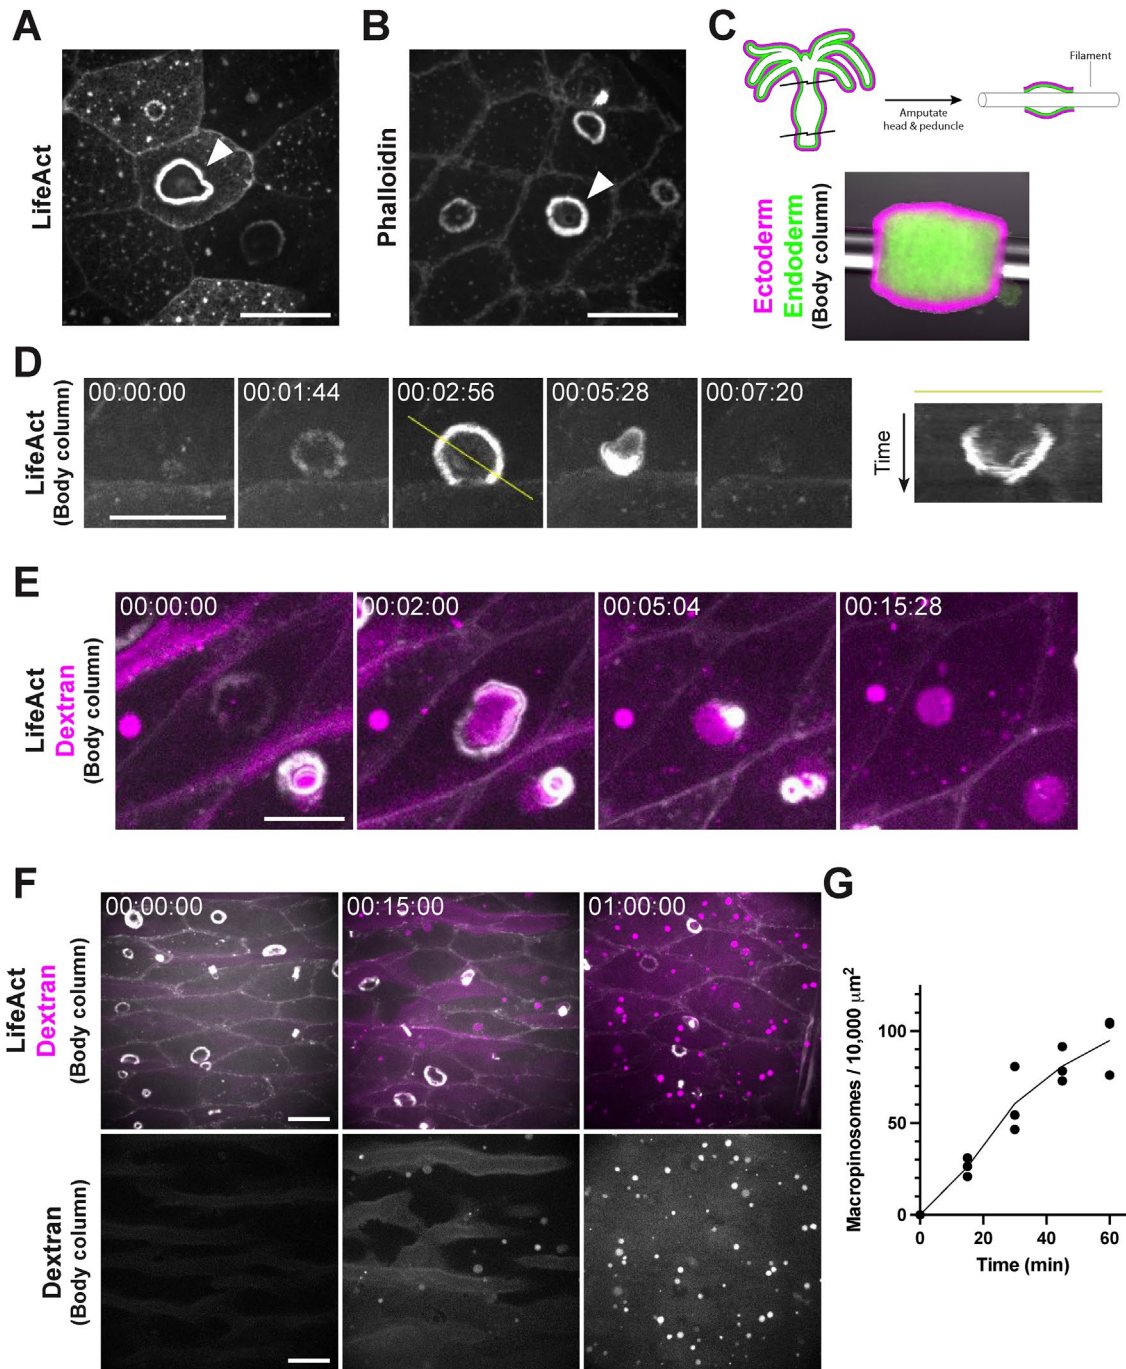 A
LifeAct
B
Phalloidin
C
Filament
Amputate
head & peduncle
Ectoderm
Endoderm
(Body column)
D
LifeAct
(Body column)
00:00:00
00:01:44
00:02:56
00:05:28
00:07:20
Time
E
LifeAct
Dextran
(Body column)
00:00:00
00:02:00
00:05:04
00:15:28
F
LifeAct
Dextran
(Body column)
00:00:00
00:15:00
01:00:00
Dextran
(Body column)
G
Macropinosomes / 10,000 µm²
100
50
0
0 20 40 60
Time (min)